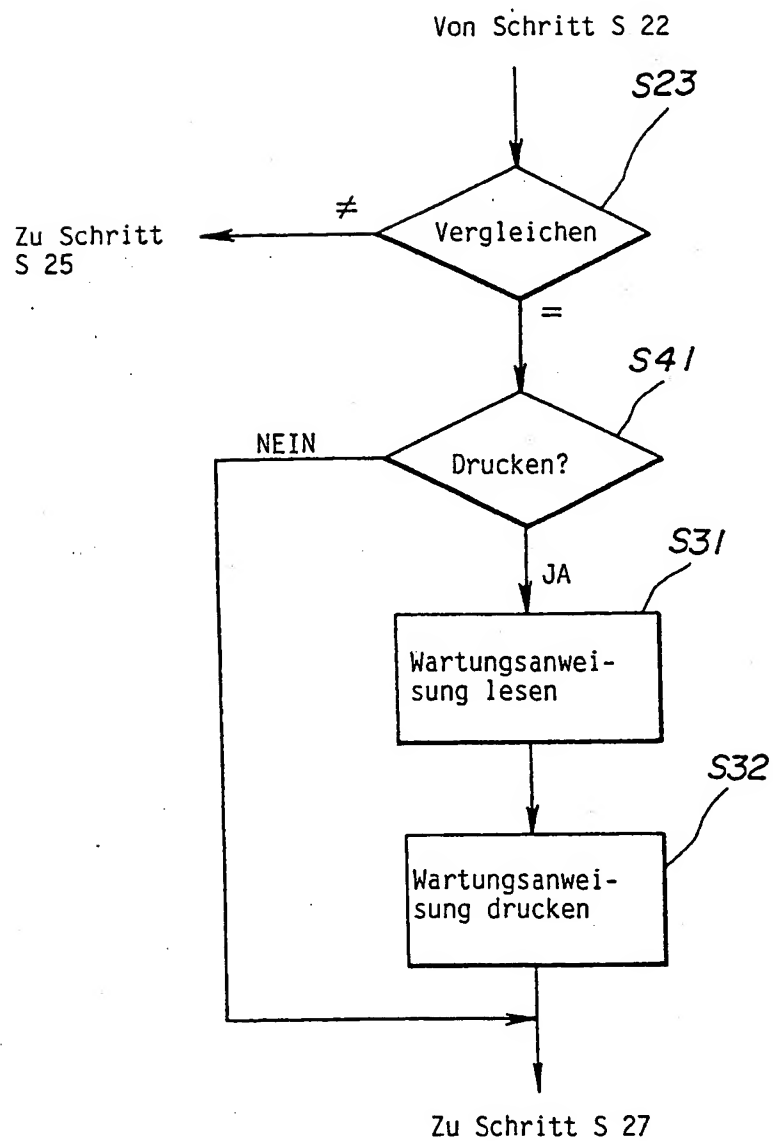 Von Schritt S 22
S23
≠
Vergleichen
Zu Schritt
S 25
=
S41
NEIN
Drucken?
S31
JA
Wartungsanwei-
sung lesen
S32
Wartungsanwei-
sung drucken
Zu Schritt S 27